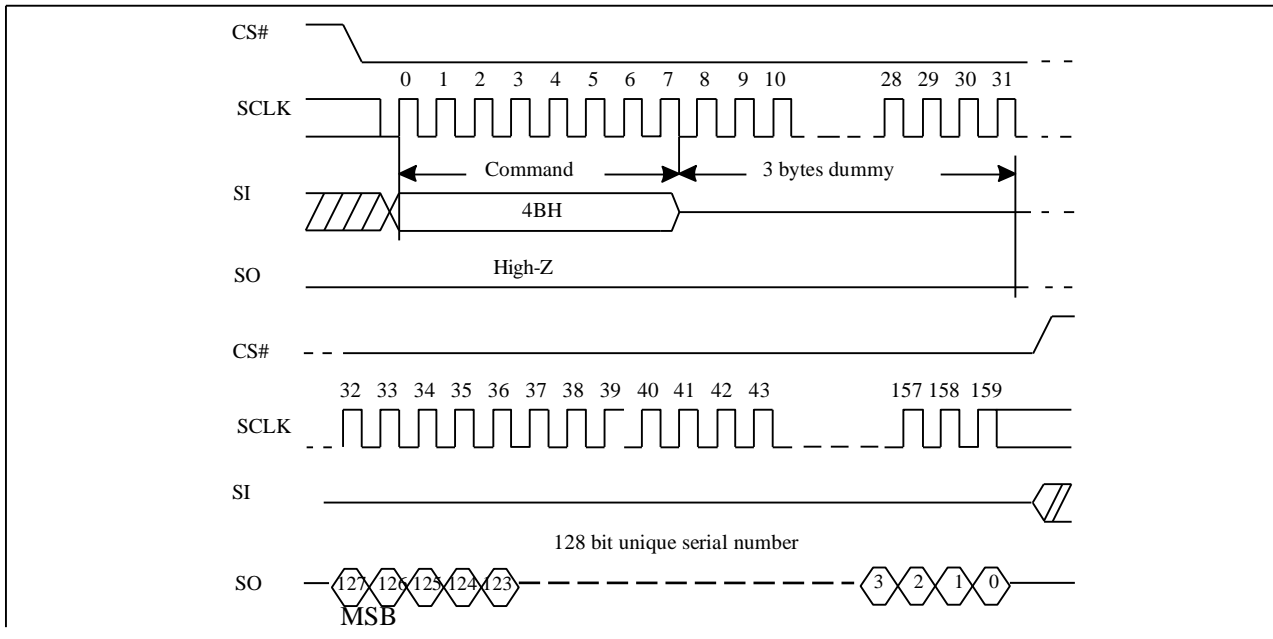 CS#
0 1 2 3 4 5 6 7 8 9 10 28 29 30 31
SCLK
Command 3 bytes dummy
SI
4BH
High-Z
SO
CS#
32 33 34 35 36 37 38 39 40 41 42 43 157 158 159
SCLK
SI
128 bit unique serial number
SO 127 126 125 124 123 3 2 1 0
MSB